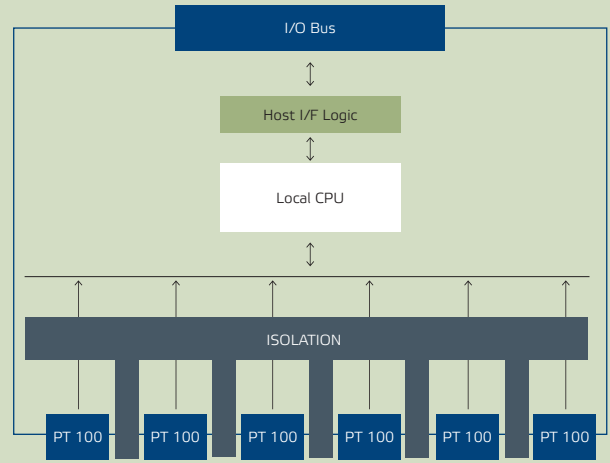 I/O Bus
Host I/F Logic
Local CPU
ISOLATION
PT 100 PT 100 PT 100 PT 100 PT 100 PT 100